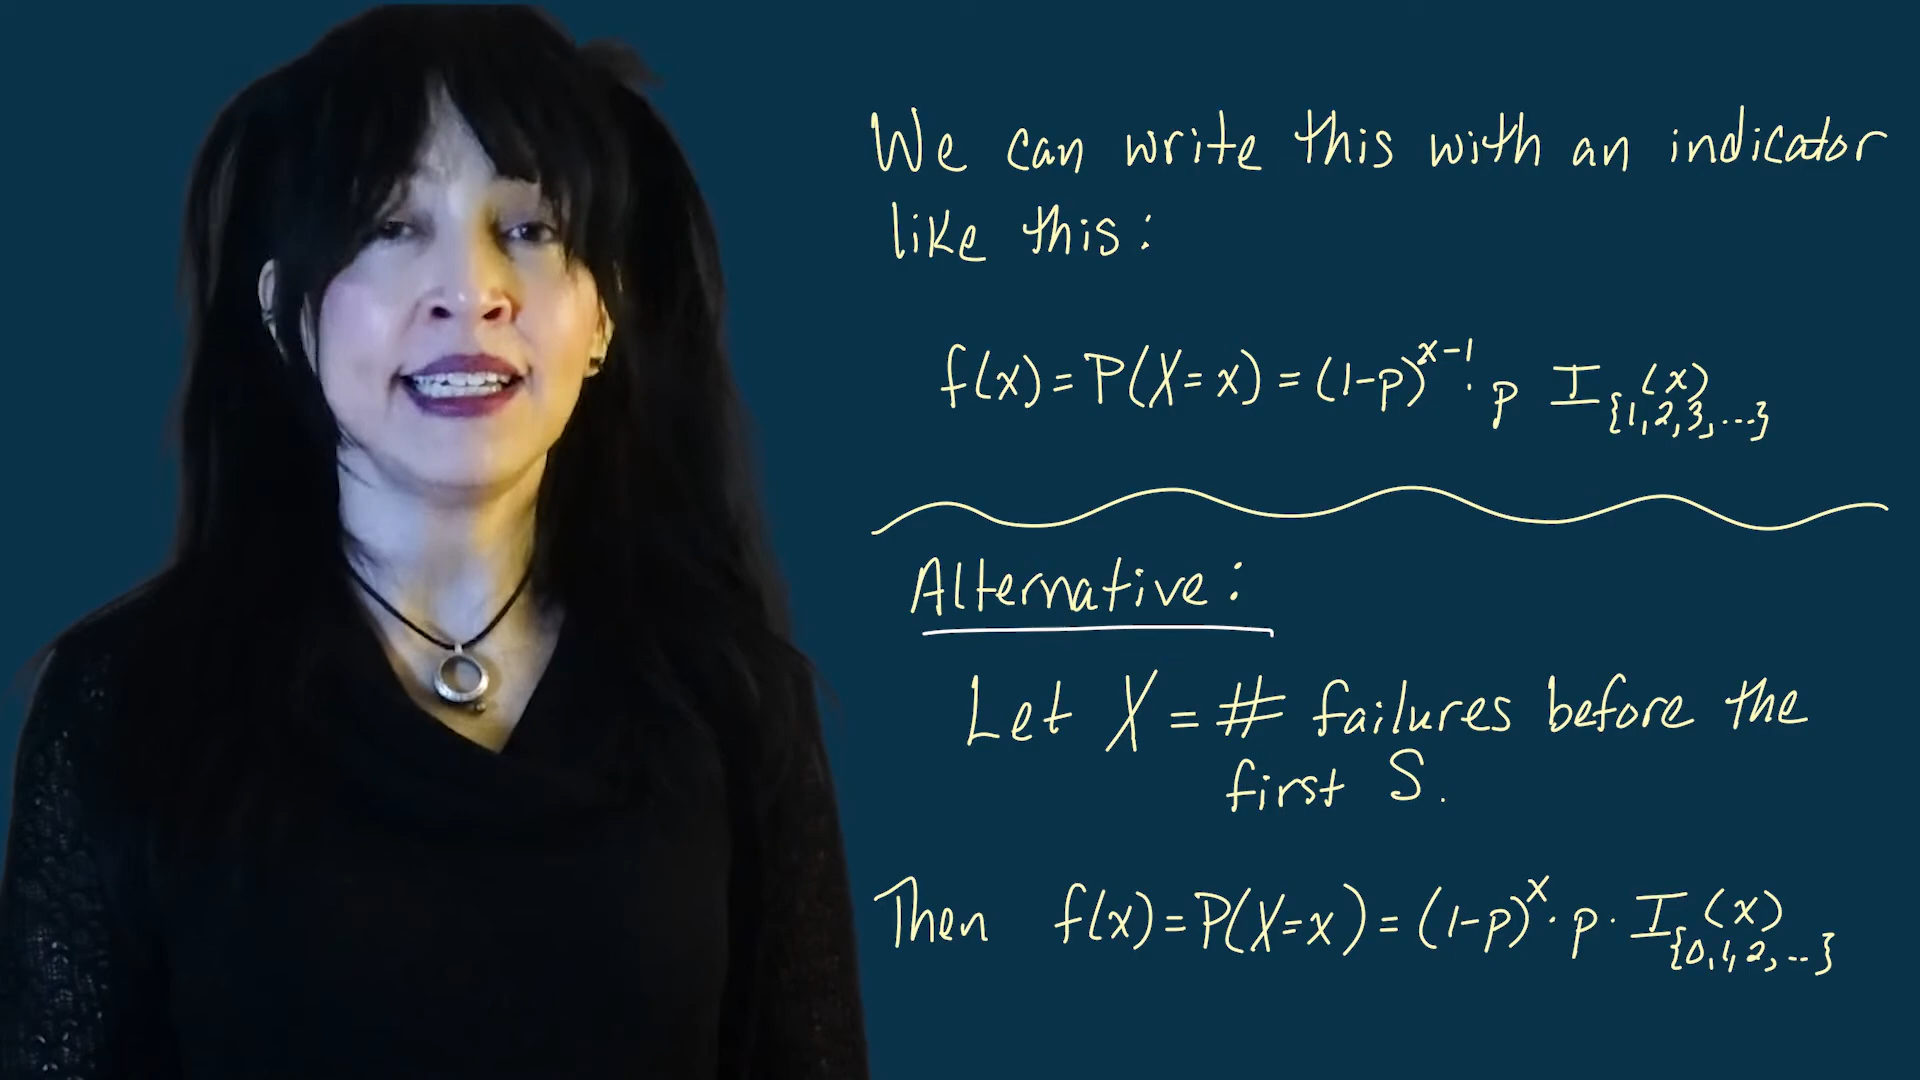 We can write this with an indicator
like this:
f(x) = P(X = x) = (1-p)^{x-1} · p I_{{1,2,3,...}}(x)
Alternative:
Let X = # failures before the
first S.
Then f(x) = P(X=x) = (1-p)^x · p · I_{{0,1,2,..}}(x)